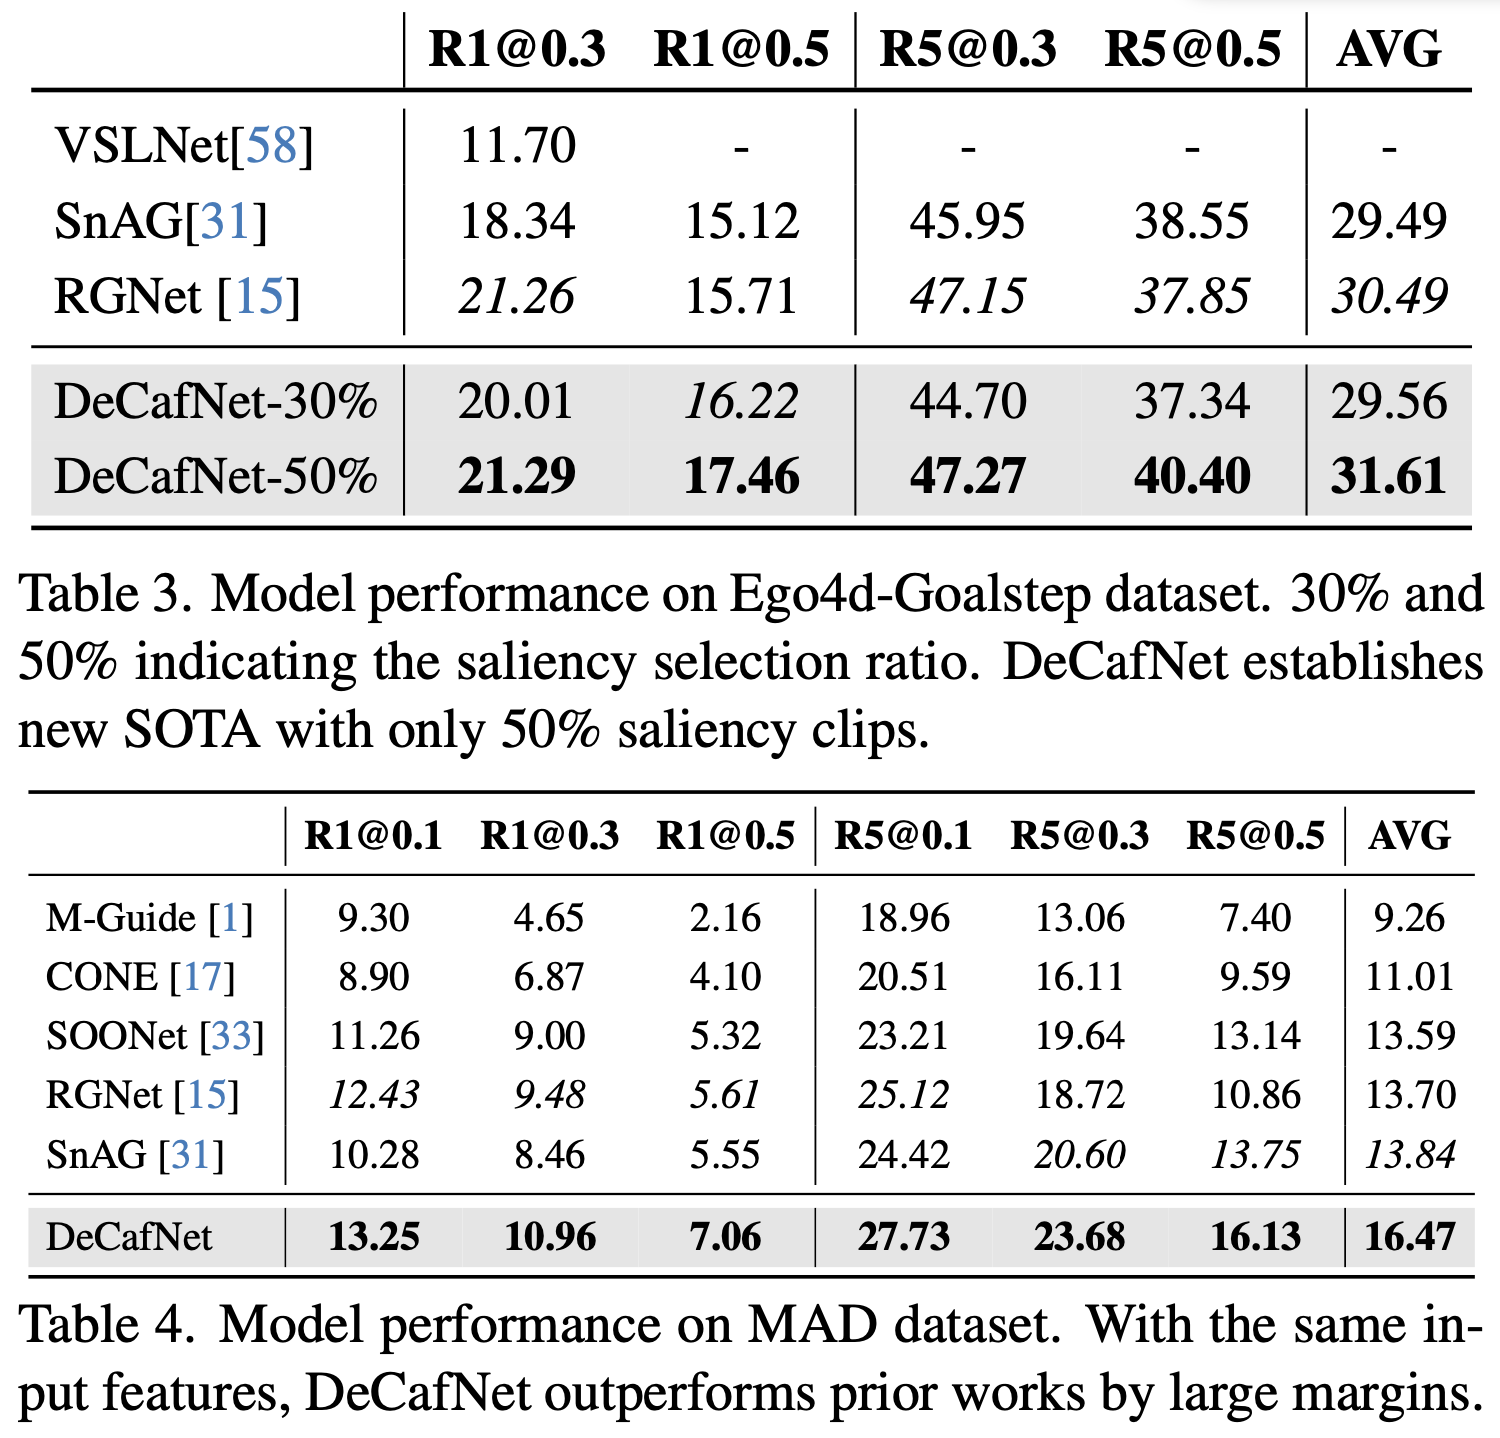 R1@0.3 R1@0.5 R5@0.3 R5@0.5 AVG
VSLNet[58] 11.70 - - - -
SnAG[31] 18.34 15.12 45.95 38.55 29.49
RGNet [15] 21.26 15.71 47.15 37.85 30.49
DeCafNet-30% 20.01 16.22 44.70 37.34 29.56
DeCafNet-50% 21.29 17.46 47.27 40.40 31.61
Table 3. Model performance on Ego4d-Goalstep dataset. 30% and
50% indicating the saliency selection ratio. DeCafNet establishes
new SOTA with only 50% saliency clips.
R1@0.1 R1@0.3 R1@0.5 R5@0.1 R5@0.3 R5@0.5 AVG
M-Guide [1] 9.30 4.65 2.16 18.96 13.06 7.40 9.26
CONE [17] 8.90 6.87 4.10 20.51 16.11 9.59 11.01
SOONet [33] 11.26 9.00 5.32 23.21 19.64 13.14 13.59
RGNet [15] 12.43 9.48 5.61 25.12 18.72 10.86 13.70
SnAG [31] 10.28 8.46 5.55 24.42 20.60 13.75 13.84
DeCafNet 13.25 10.96 7.06 27.73 23.68 16.13 16.47
Table 4. Model performance on MAD dataset. With the same in-
put features, DeCafNet outperforms prior works by large margins.